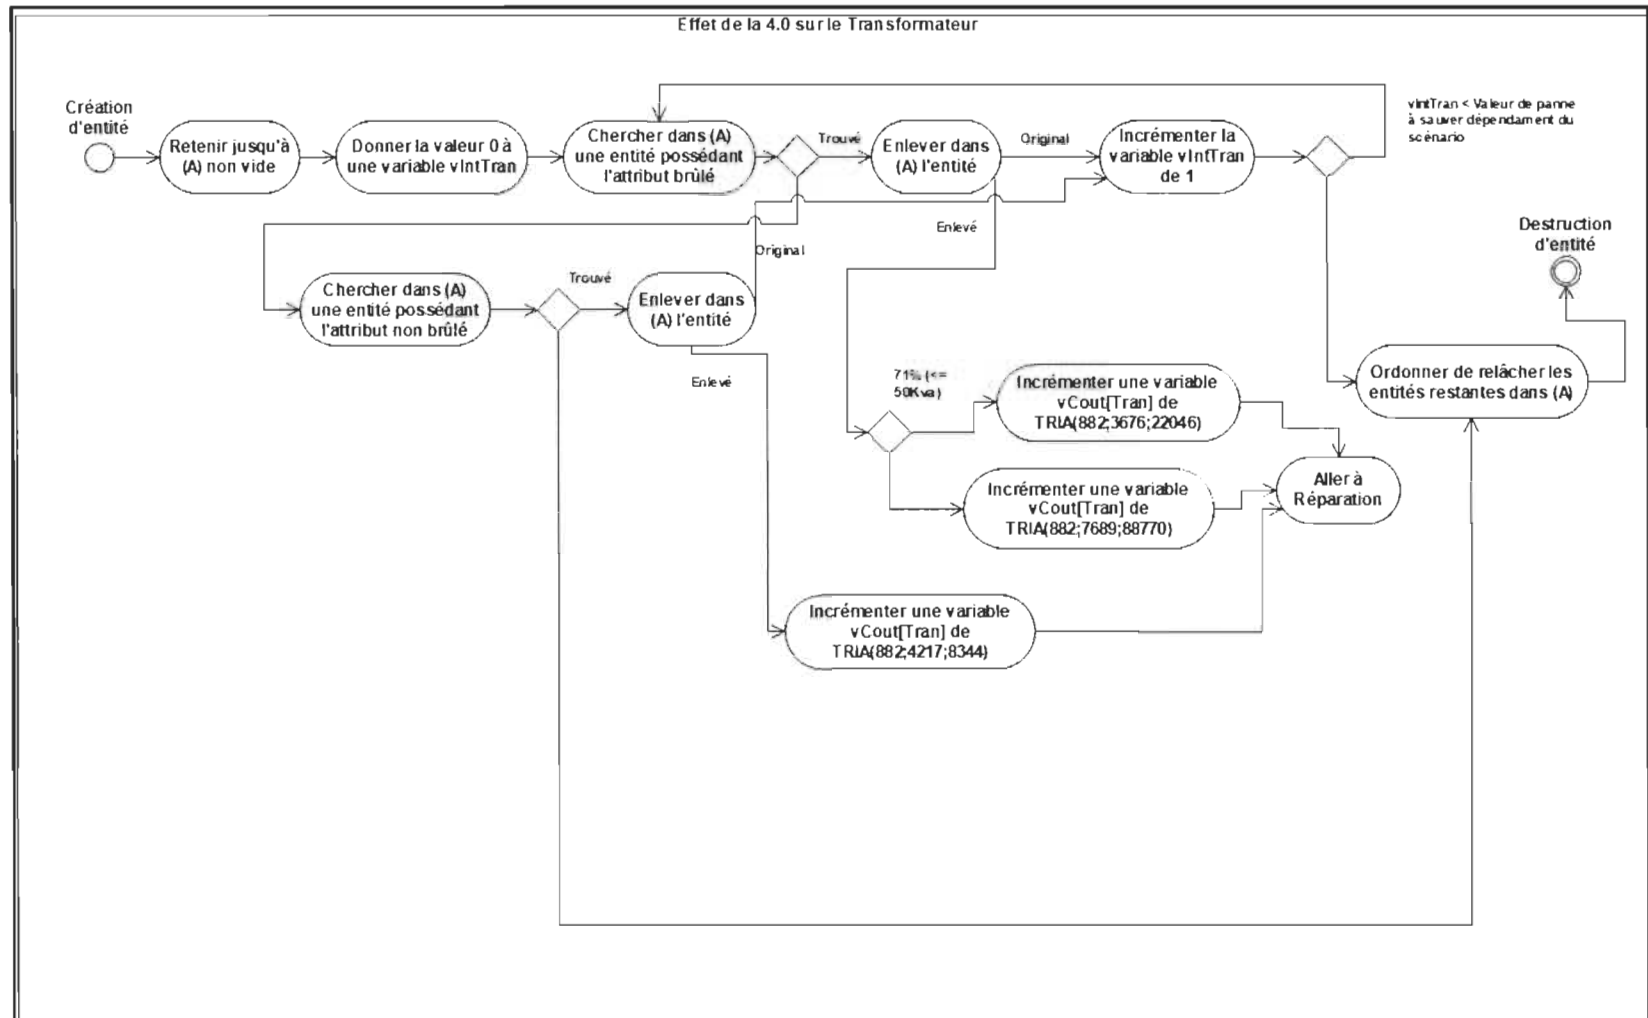 Effet de la 4.0 sur le Transformateur
Création
d'entité
Retenir jusqu'à
(A) non vide
Donner la valeur 0 à
une variable vIntTran
Chercher dans (A)
une entité possédant
l'attribut brûlé
Trouvé
Enlever dans
(A) l'entité
Original
Incrémenter la
variable vIntTran
de 1
vIntTran < Valeur de panne
à sauver dépendament du
scénario
Enlevé
Original
Destruction
d'entité
Chercher dans (A)
une entité possédant
l'attribut non brûlé
Trouvé
Enlever dans
(A) l'entité
Enlevé
71% (<=
50Kva)
Incrémenter une variable
vCout[Tran] de
TRIA(882;3676;22046)
Ordonner de relâcher les
entités restantes dans (A)
Incrémenter une variable
vCout[Tran] de
TRIA(882;7689;88770)
Aller à
Réparation
Incrémenter une variable
vCout[Tran] de
TRIA(882;4217;8344)